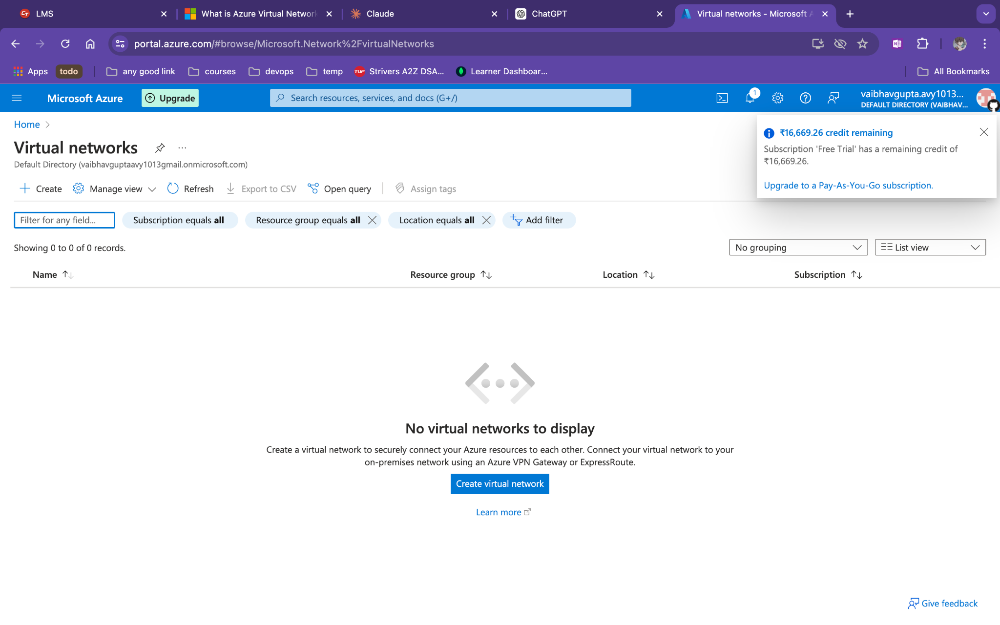 LMS
What is Azure Virtual Network
Claude
ChatGPT
Virtual networks - Microsoft A
portal.azure.com/#browse/Microsoft.Network%2FvirtualNetworks
Apps
todo
any good link
courses
devops
temp
TUF
Strivers A2Z DSA...
Learner Dashboar...
All Bookmarks
Microsoft Azure
Upgrade
Search resources, services, and docs (G+/)
1
vaibhavgupta.avy1013...
DEFAULT DIRECTORY (VAIBHAV...
Home
₹16,669.26 credit remaining
Subscription 'Free Trial' has a remaining credit of
₹16,669.26.
Upgrade to a Pay-As-You-Go subscription.
Virtual networks
Default Directory (vaibhavguptaavy1013gmail.onmicrosoft.com)
Create
Manage view
Refresh
Export to CSV
Open query
Assign tags
Filter for any field...
Subscription equals all
Resource group equals all
Location equals all
Add filter
Showing 0 to 0 of 0 records.
No grouping
List view
Name
Resource group
Location
Subscription
No virtual networks to display
Create a virtual network to securely connect your Azure resources to each other. Connect your virtual network to your
on-premises network using an Azure VPN Gateway or ExpressRoute.
Create virtual network
Learn more
Give feedback